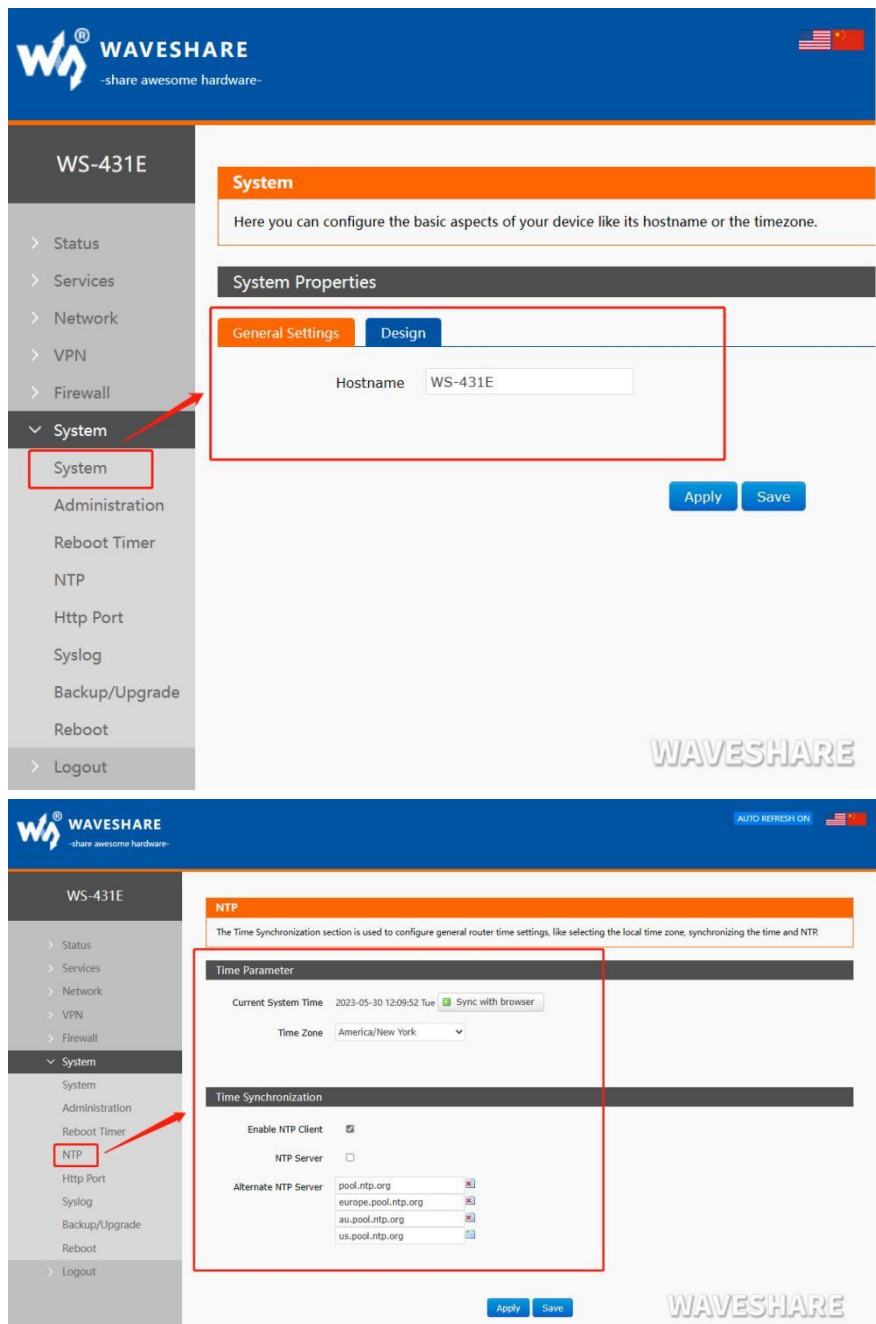 WAVESHARE
-share awesome hardware-
WS-431E
Status
Services
Network
VPN
Firewall
System
System
Administration
Reboot Timer
NTP
Http Port
Syslog
Backup/Upgrade
Reboot
Logout
System
Here you can configure the basic aspects of your device like its hostname or the timezone.
System Properties
General Settings Design
Hostname WS-431E
Apply Save
WAVESHARE
WAVESHARE
-share awesome hardware-
AUTO REFRESH ON
WS-431E
Status
Services
Network
VPN
Firewall
System
System
Administration
Reboot Timer
NTP
Http Port
Syslog
Backup/Upgrade
Reboot
Logout
NTP
The Time Synchronization section is used to configure general router time settings, like selecting the local time zone, synchronizing the time and NTP.
Time Parameter
Current System Time 2023-05-30 12:09:52 Tue Sync with browser
Time Zone America/New York
Time Synchronization
Enable NTP Client
NTP Server
Alternate NTP Server pool.ntp.org
europe.pool.ntp.org
au.pool.ntp.org
us.pool.ntp.org
Apply Save
WAVESHARE